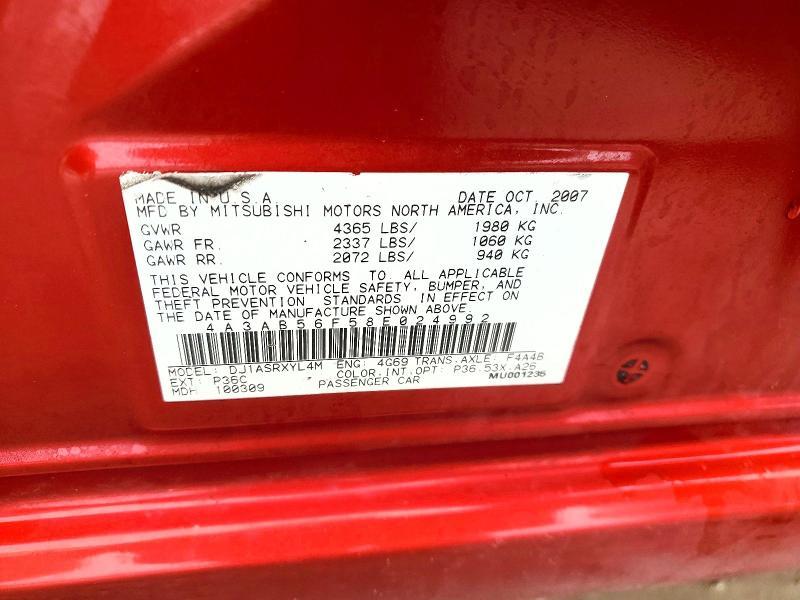 MADE IN U.S.A. DATE OCT 2007
MFD BY MITSUBISHI MOTORS NORTH AMERICA, INC.
GVWR 4365 LBS/ 1980 KG
GAWR FR. 2337 LBS/ 1060 KG
GAWR RR. 2072 LBS/ 940 KG
THIS VEHICLE CONFORMS TO ALL APPLICABLE
FEDERAL MOTOR VEHICLE SAFETY, BUMPER, AND
THEFT PREVENTION STANDARDS IN EFFECT ON
THE DATE OF MANUFACTURE SHOWN ABOVE.
4A3AB56F58E024992
MODEL: DJ1ASRXYL4M ENG: 4G69 TRANS.AXLE: F4A4B
EXT: P36C COLOR.INT.OPT: P36.53X.A26
MDH 100309 PASSENGER CAR MU001235